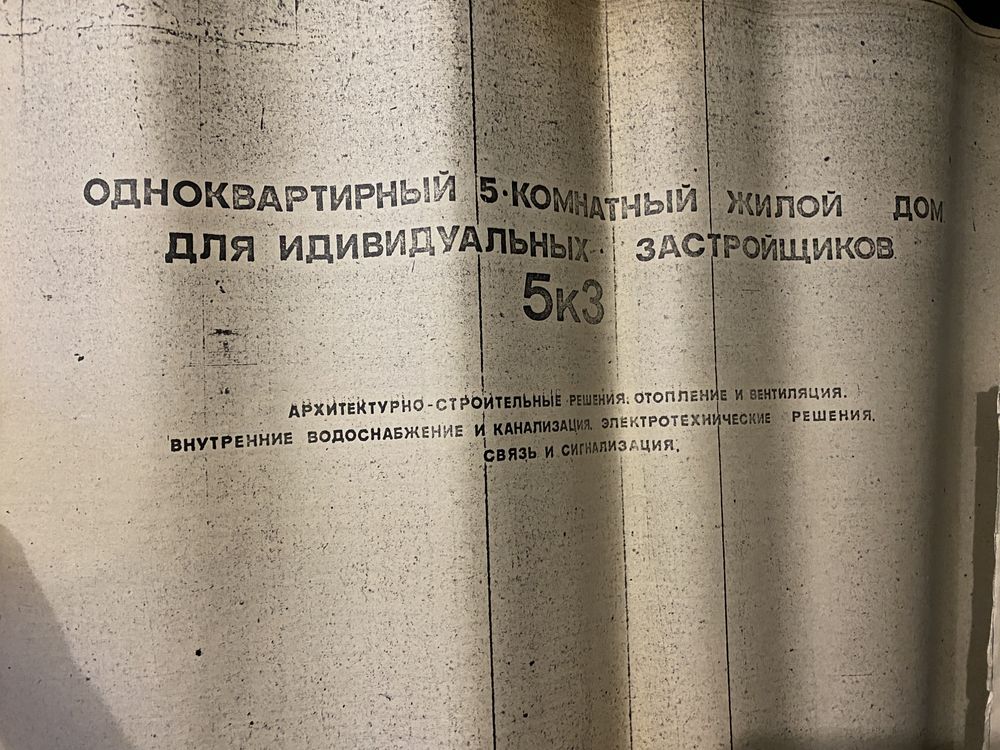 ОДНОКВАРТИРНЫЙ 5-КОМНАТНЫЙ ЖИЛОЙ ДОМ
ДЛЯ ИДИВИДУАЛЬНЫХ ЗАСТРОЙЩИКОВ.
5К3
АРХИТЕКТУРНО-СТРОИТЕЛЬНЫЕ РЕШЕНИЯ. ОТОПЛЕНИЕ И ВЕНТИЛЯЦИЯ.
ВНУТРЕННИЕ ВОДОСНАБЖЕНИЕ И КАНАЛИЗАЦИЯ. ЭЛЕКТРОТЕХНИЧЕСКИЕ РЕШЕНИЯ.
СВЯЗЬ И СИГНАЛИЗАЦИЯ.